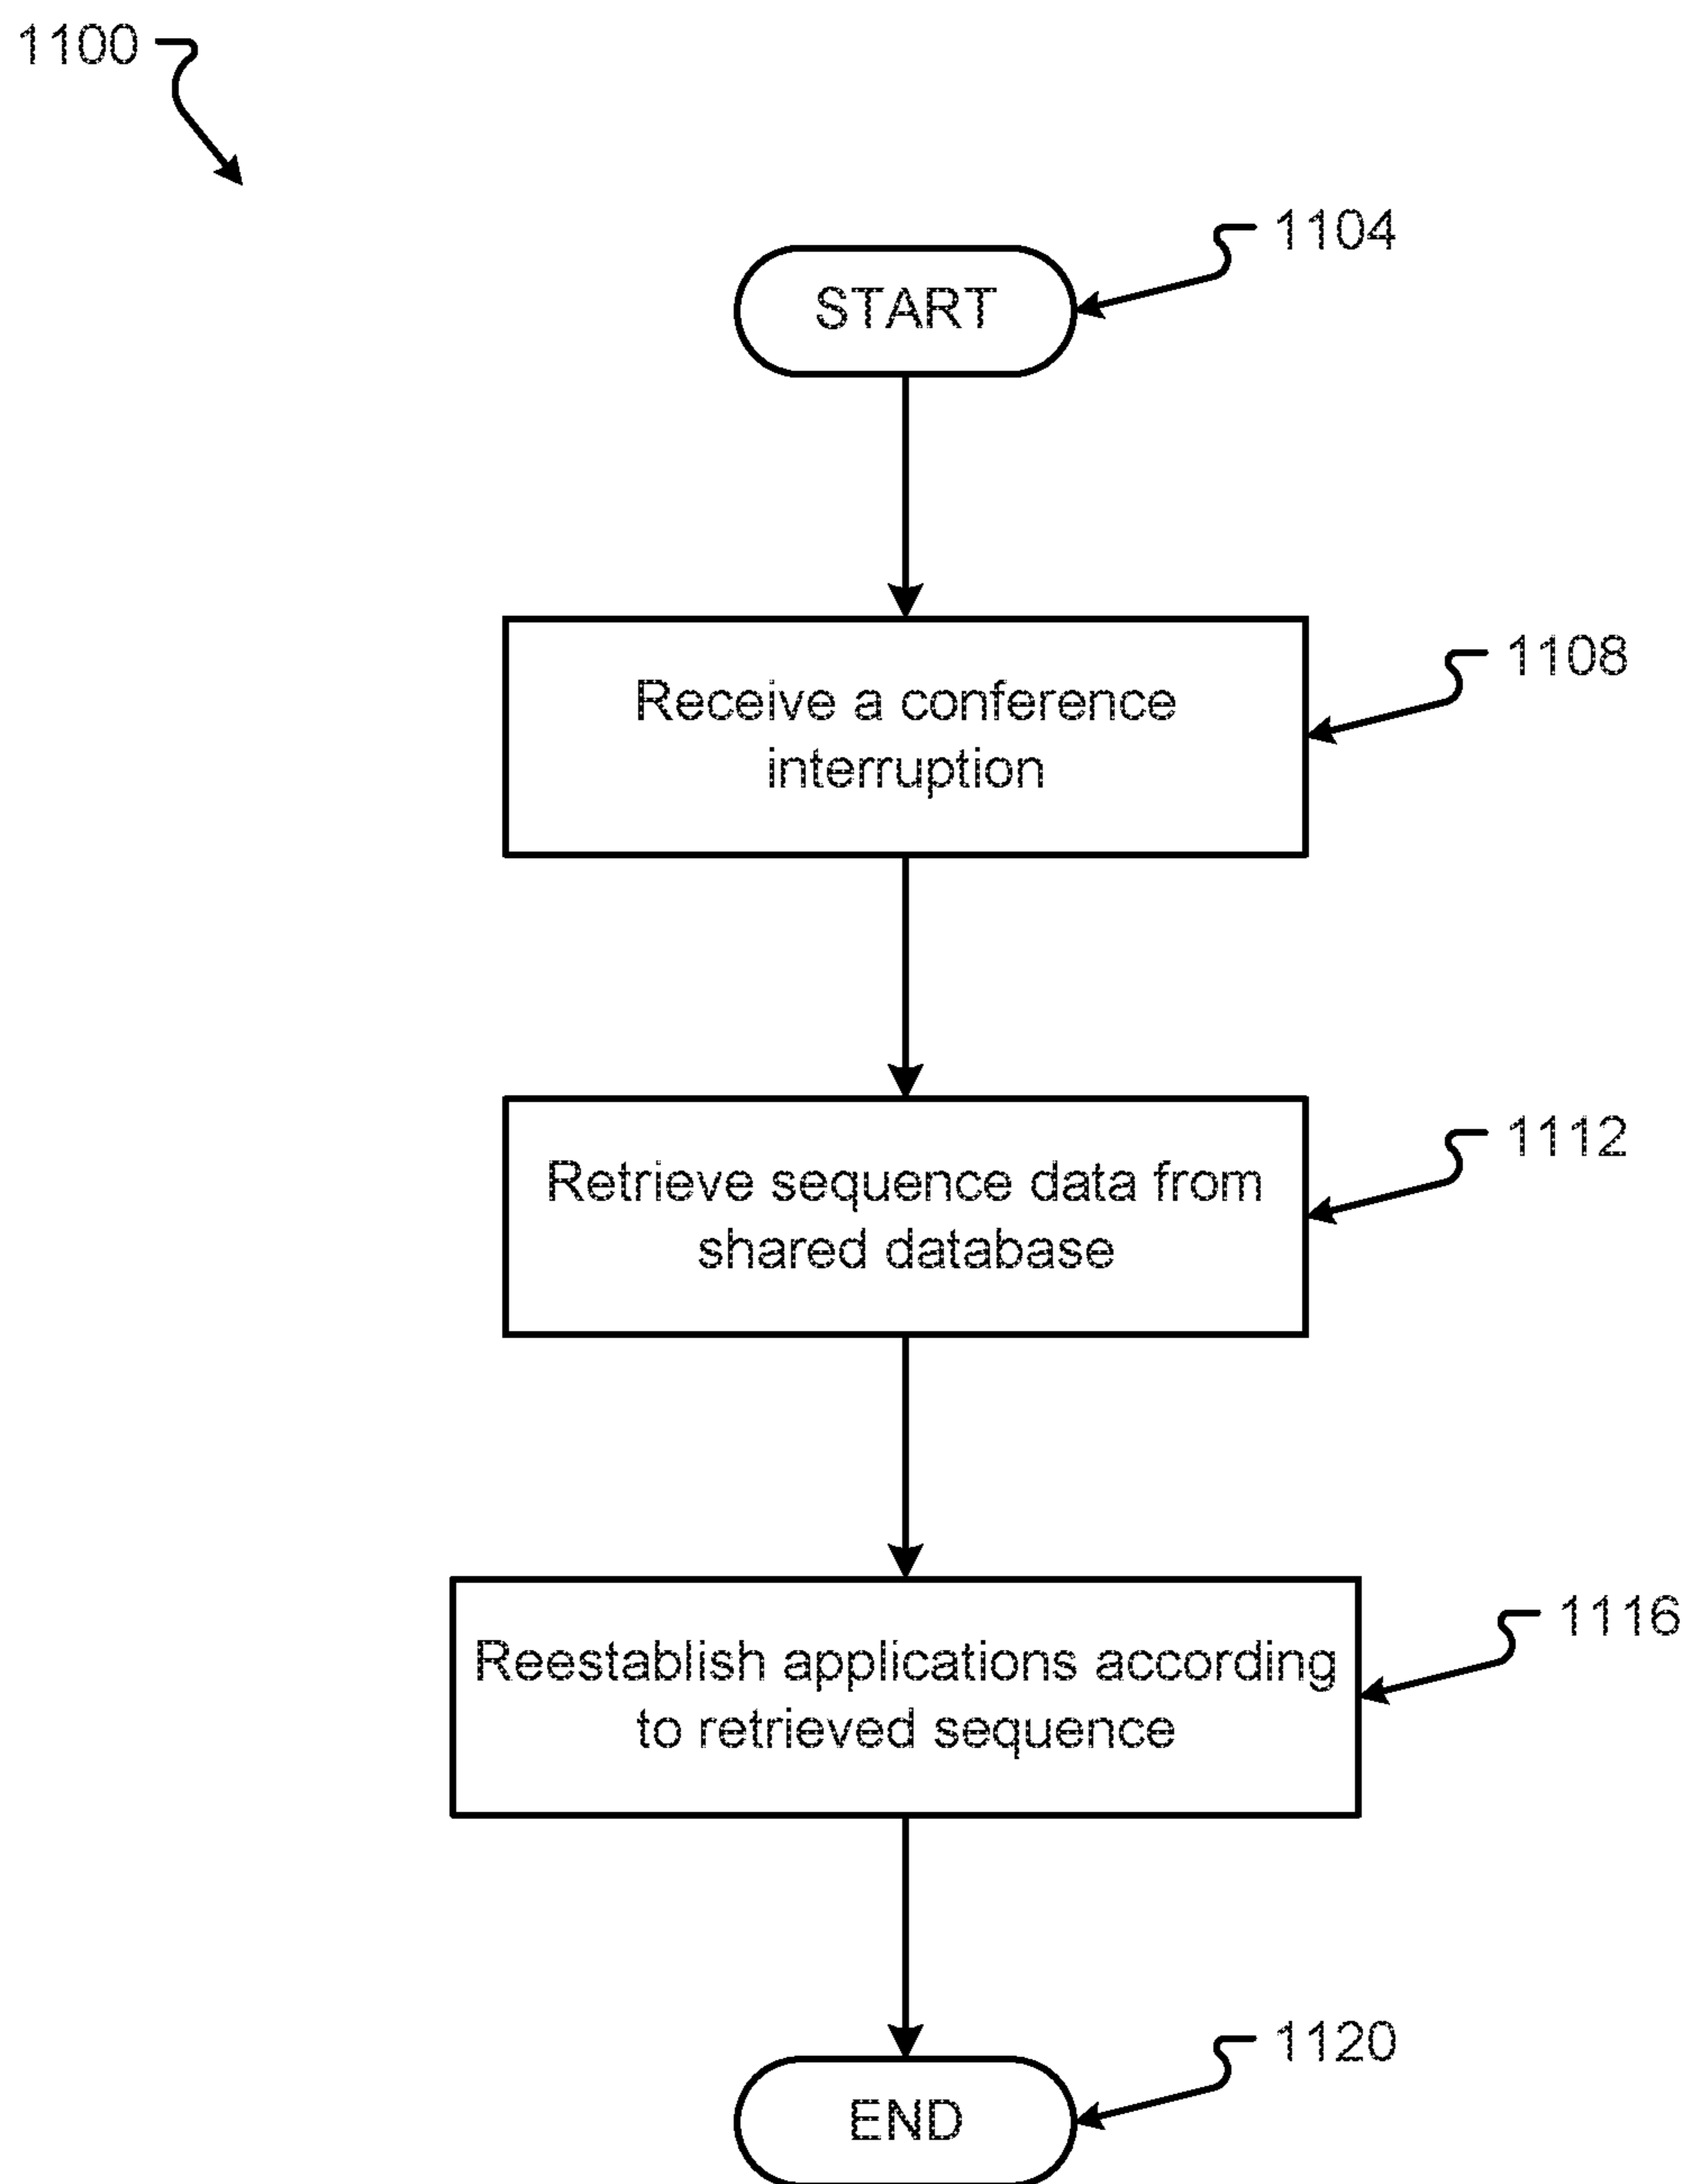 1100
1104
START
1108
Receive a conference
interruption
1112
Retrieve sequence data from
shared database
1116
Reestablish applications according
to retrieved sequence
1120
END